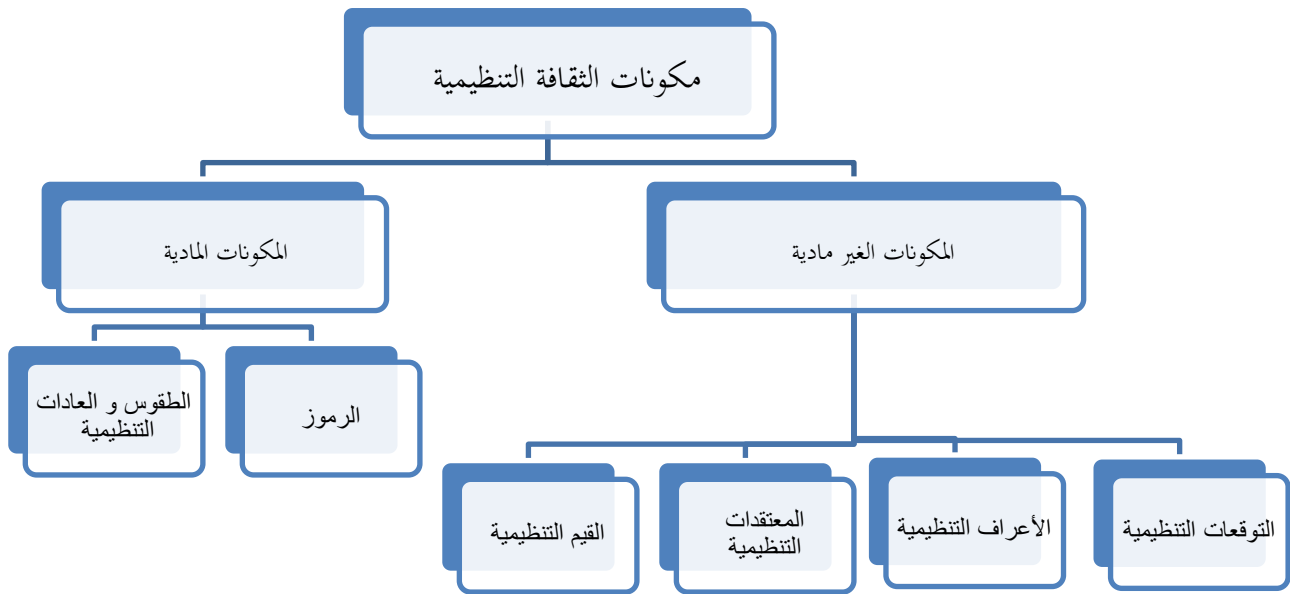 مكونات الثقافة التنظيمية
المكونات الغير مادية
المكونات المادية
الرموز
الطقوس و العادات
التنظيمية
التوقعات التنظيمية
الأعراف التنظيمية
المعتقدات
التنظيمية
القيم التنظيمية